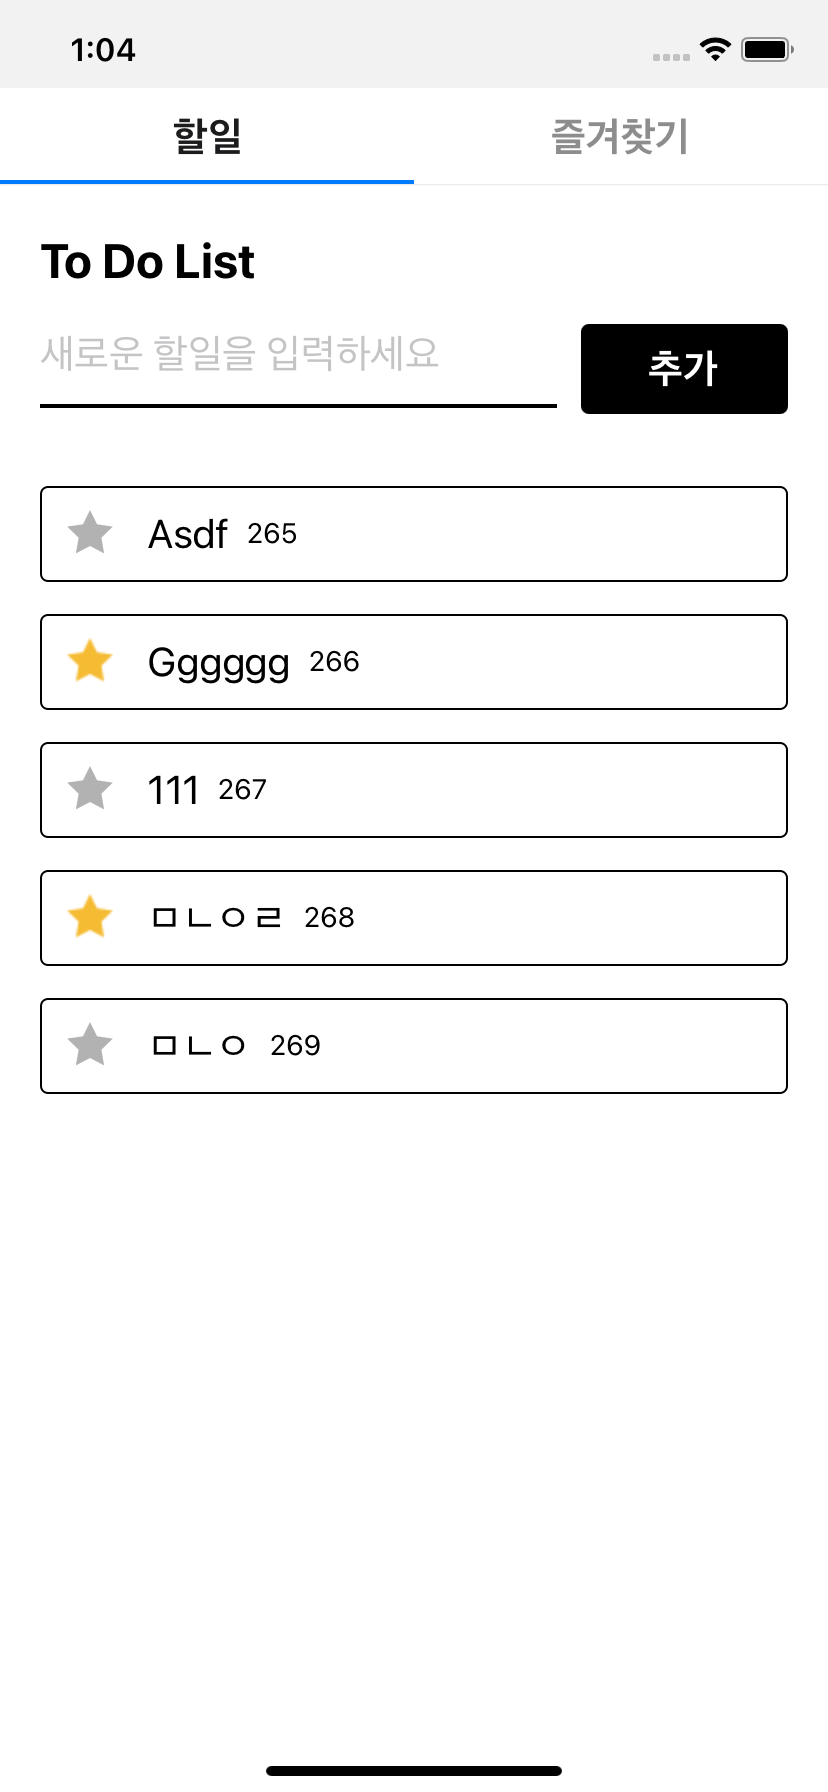 1:04
할일 즐겨찾기
To Do List
새로운 할일을 입력하세요 추가
Asdf 265
Gggggg 266
111 267
ㅁㄴㅇㄹ 268
ㅁㄴㅇ 269